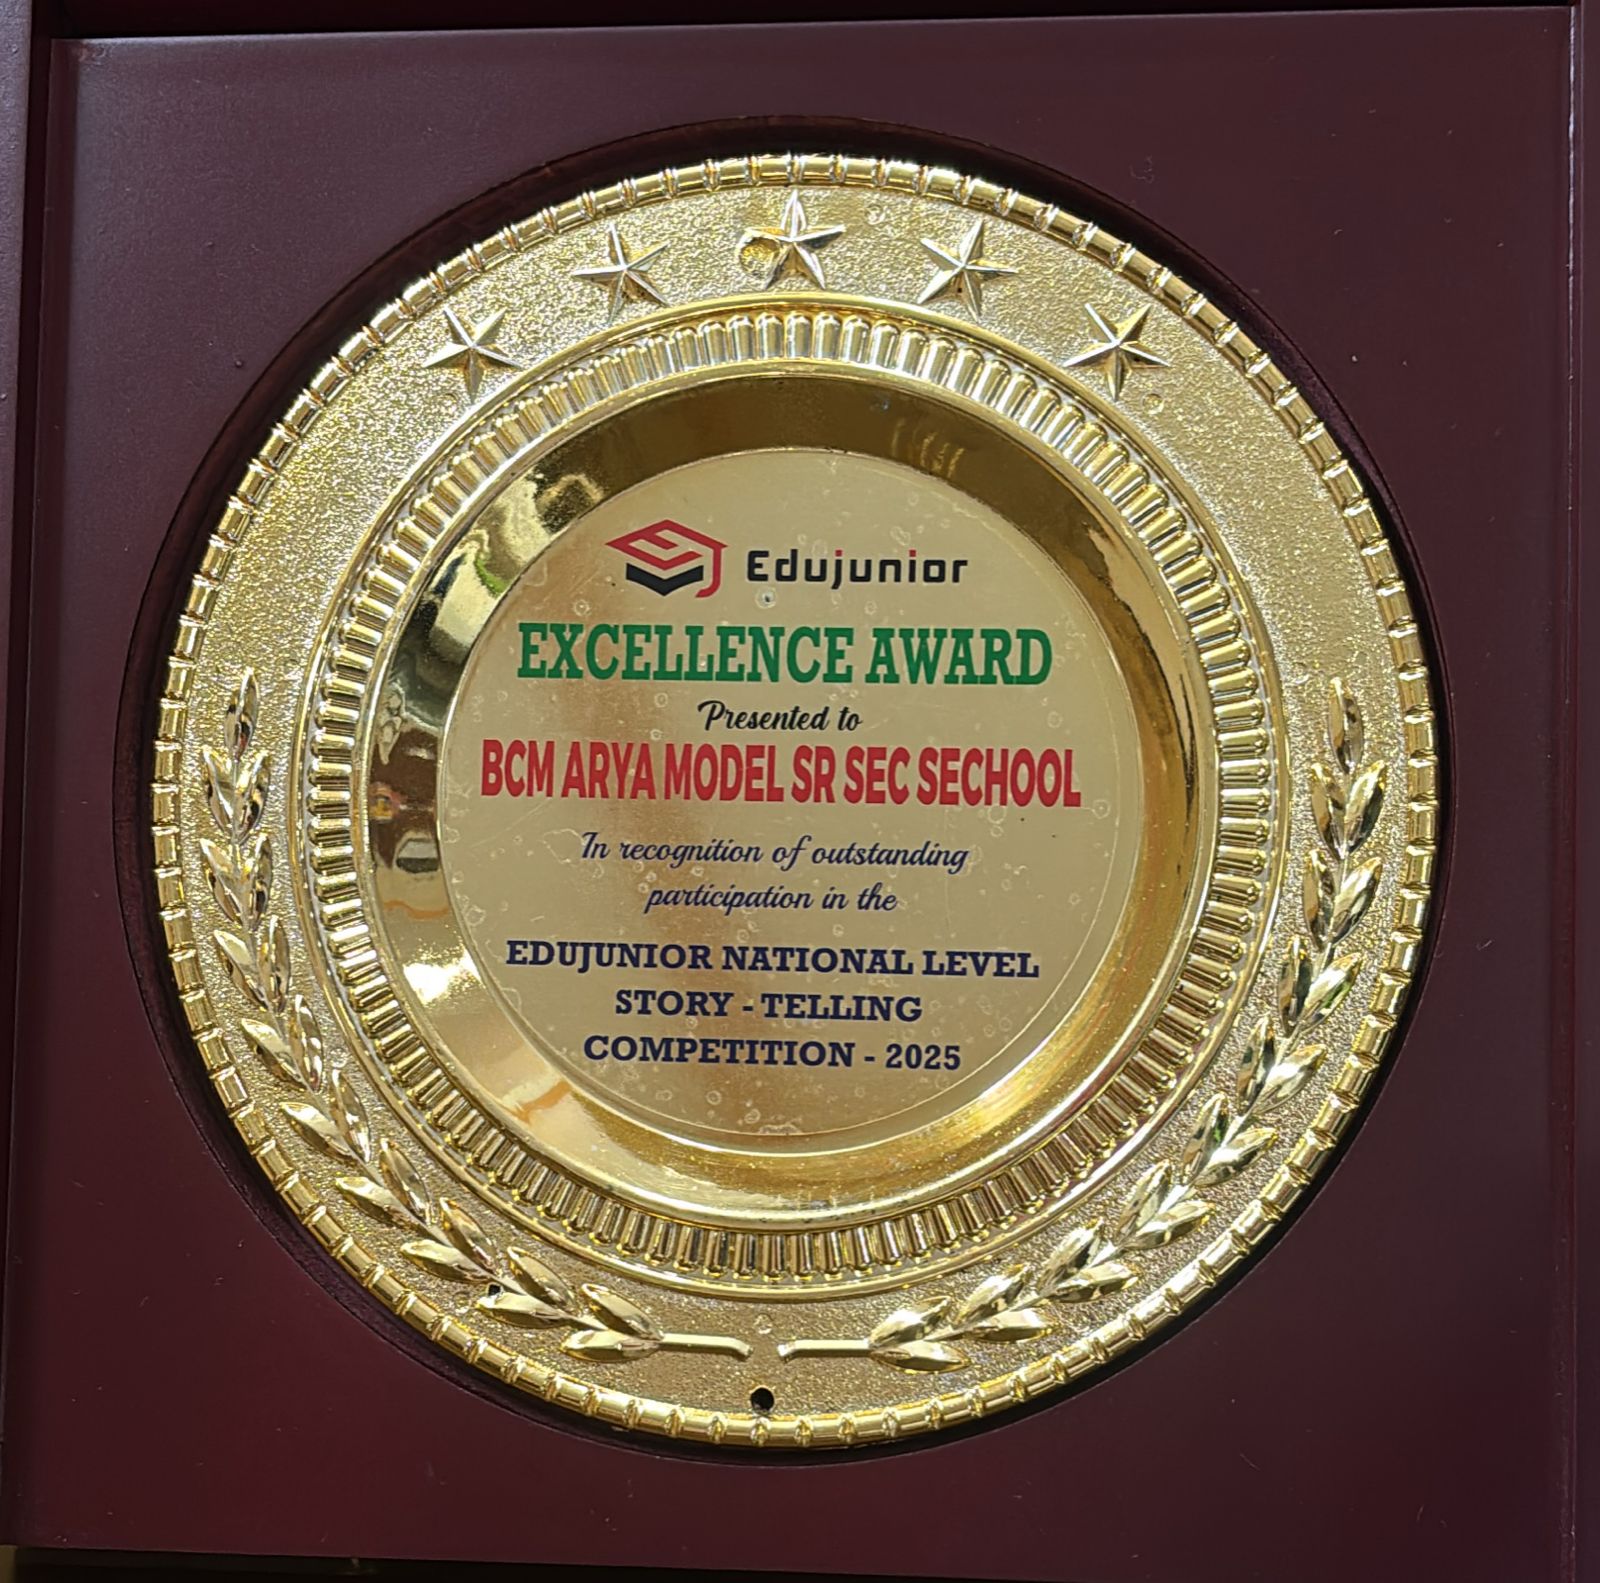 Edujunior
EXCELLENCE AWARD
Presented to
BCM ARYA MODEL SR SEC SECHOOL
In recognition of outstanding
participation in the
EDUJUNIOR NATIONAL LEVEL
STORY - TELLING
COMPETITION - 2025